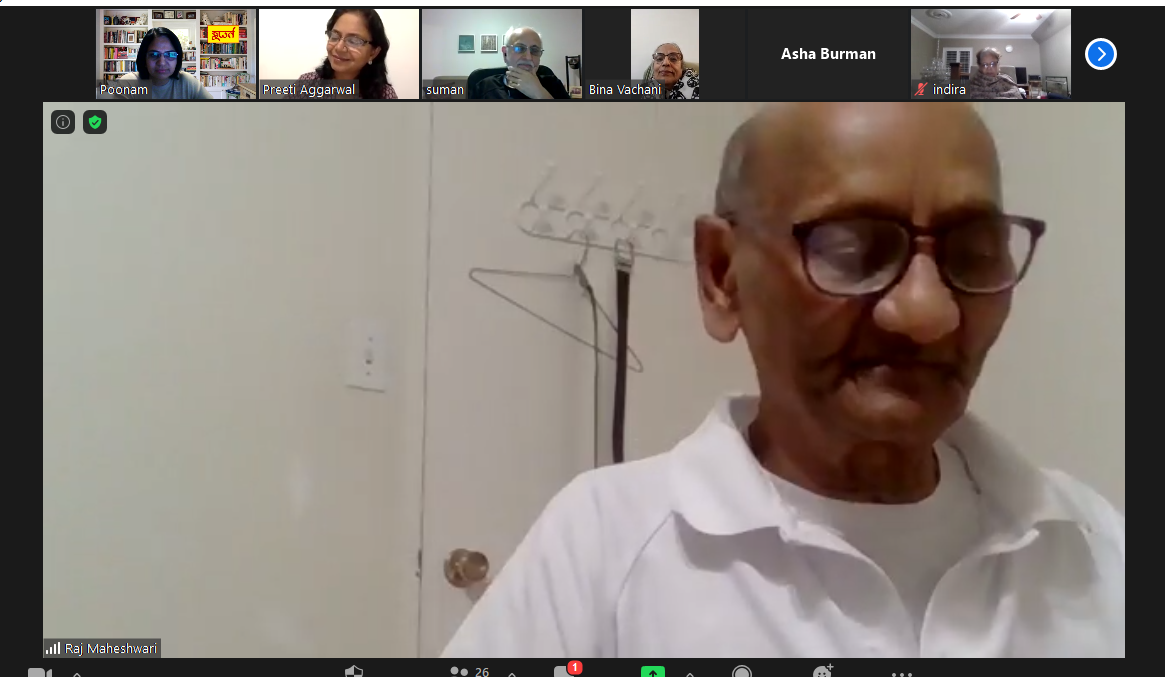 Poonam
Preeti Aggarwal
suman
Bina Vachani
Asha Burman
indira
Raj Maheshwari
26
1